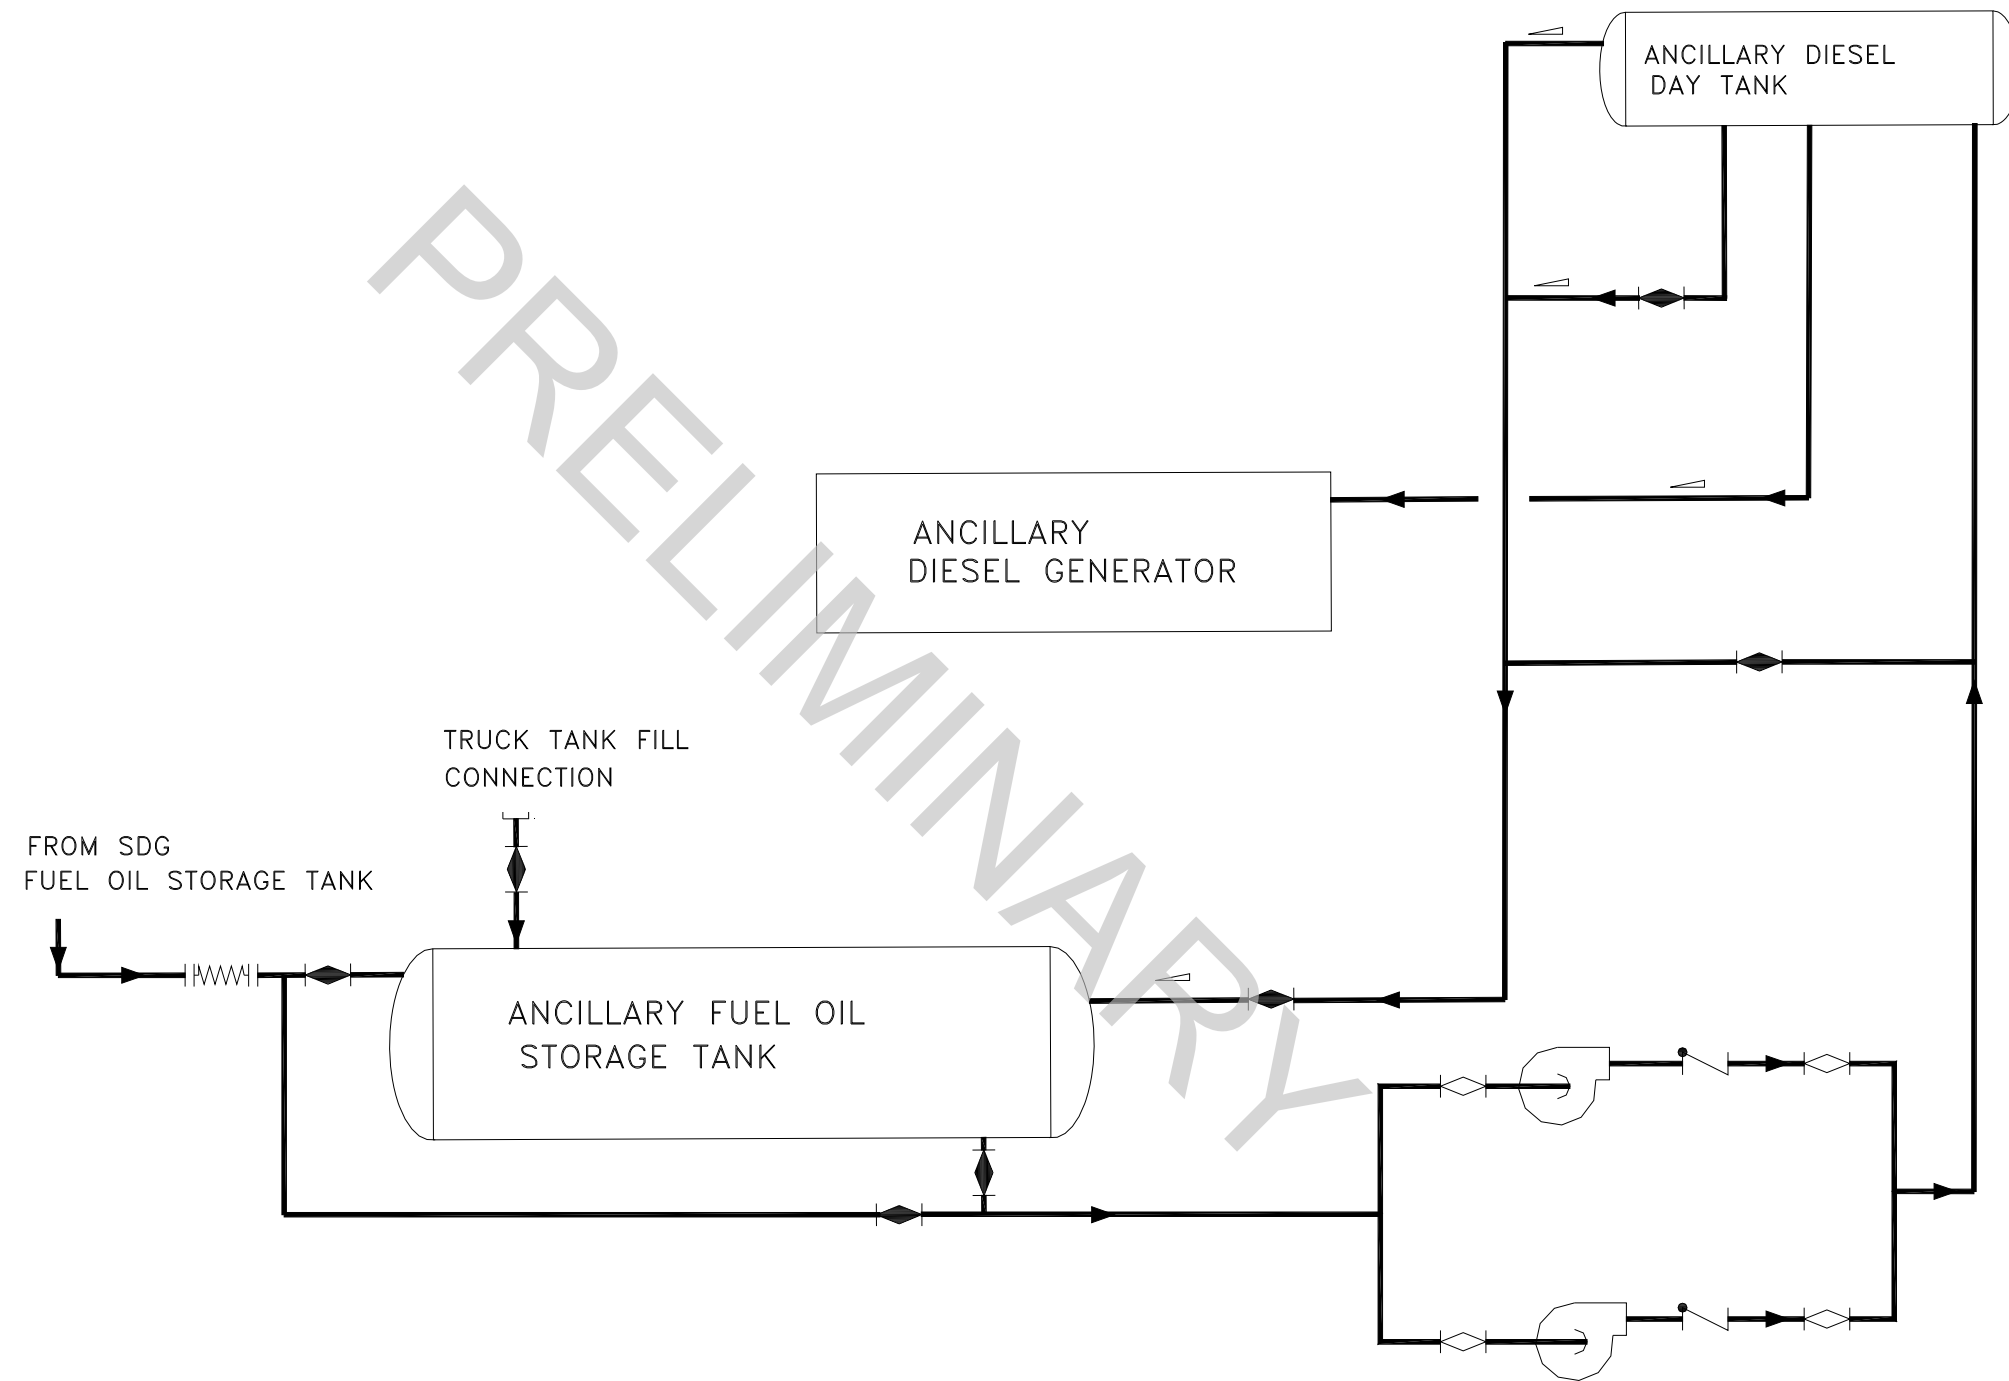 ANCILLARY DIESEL
DAY TANK
PRELIMINARY
ANCILLARY
DIESEL GENERATOR
TRUCK TANK FILL
CONNECTION
FROM SDG
FUEL OIL STORAGE TANK
ANCILLARY FUEL OIL
STORAGE TANK